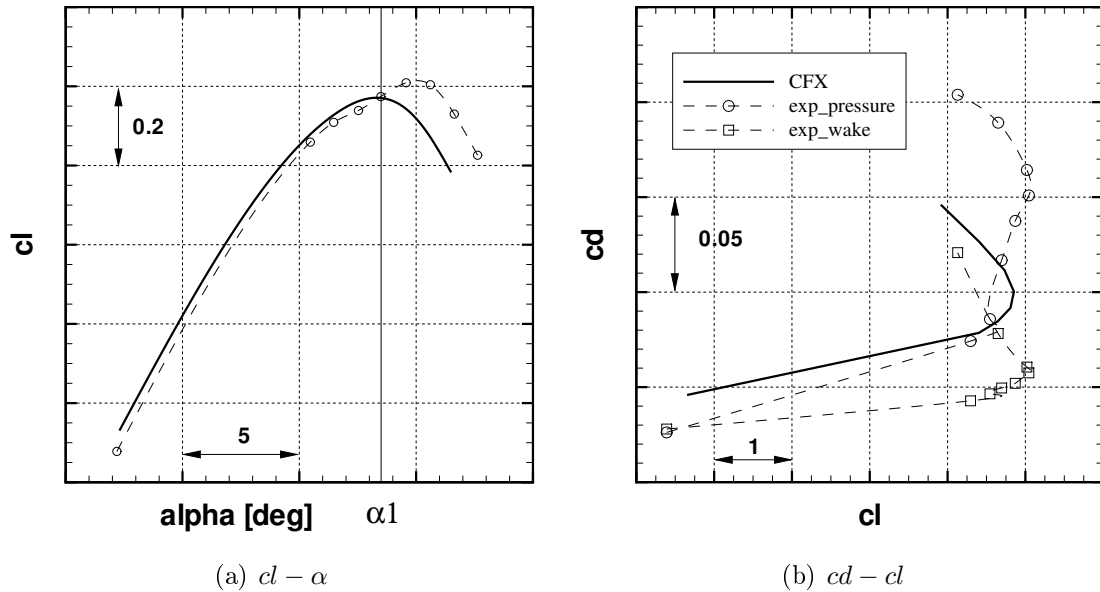 cl
0.2
5
alpha [deg]
α1
(a) cl − α
cd
CFX
exp_pressure
exp_wake
0.05
1
cl
(b) cd − cl